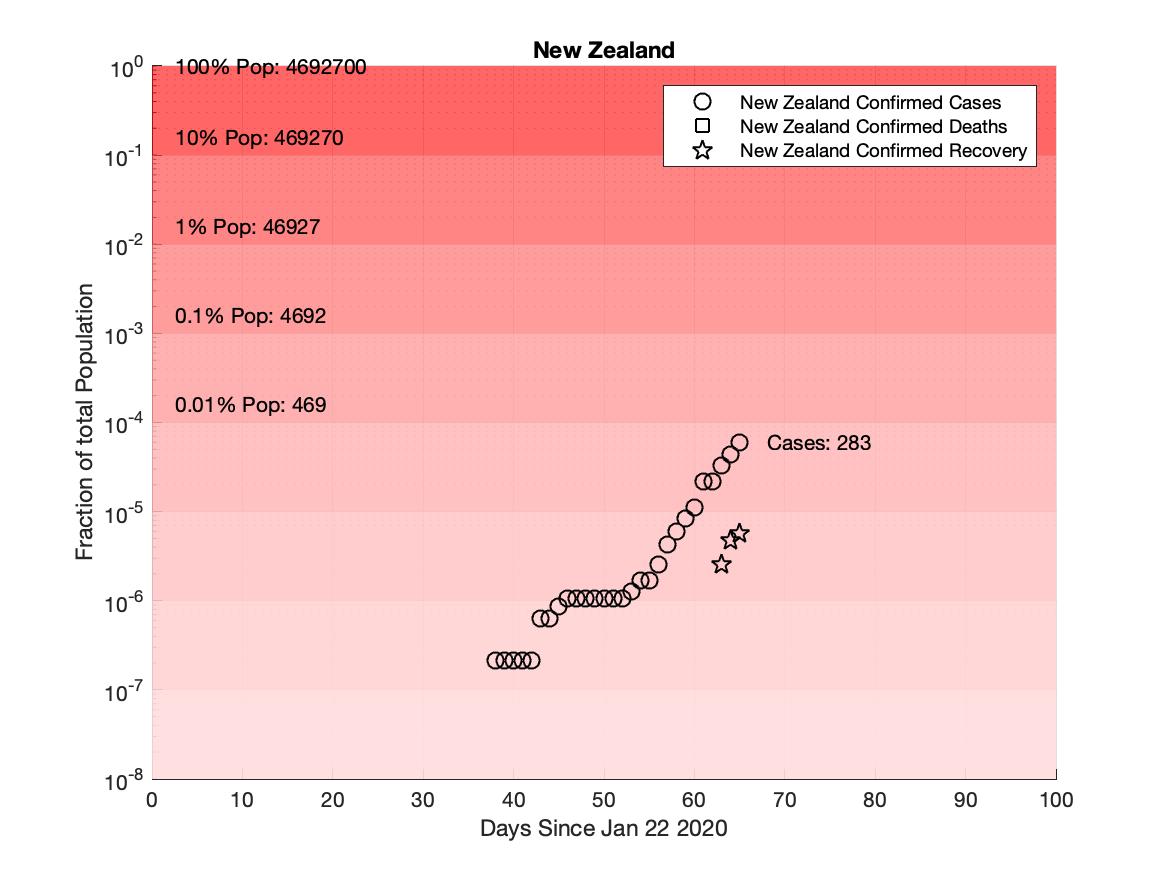 New Zealand
10^0
100% Pop: 4692700
New Zealand Confirmed Cases
New Zealand Confirmed Deaths
New Zealand Confirmed Recovery
10% Pop: 469270
10^-1
1% Pop: 46927
10^-2
0.1% Pop: 4692
10^-3
0.01% Pop: 469
10^-4
Cases: 283
10^-5
10^-6
10^-7
10^-8
Fraction of total Population
0 10 20 30 40 50 60 70 80 90 100
Days Since Jan 22 2020